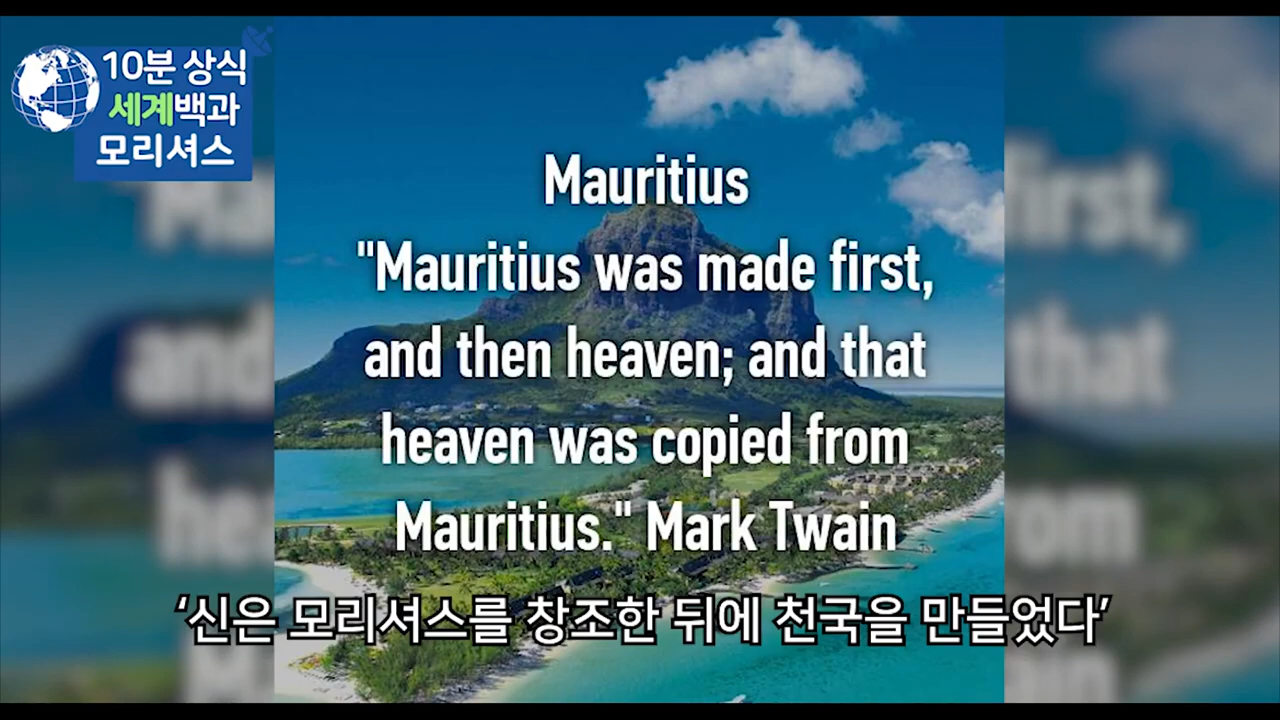 10분 상식
세계백과
모리셔스
Mauritius
"Mauritius was made first,
and then heaven; and that
heaven was copied from
Mauritius." Mark Twain
‘신은 모리셔스를 창조한 뒤에 천국을 만들었다’